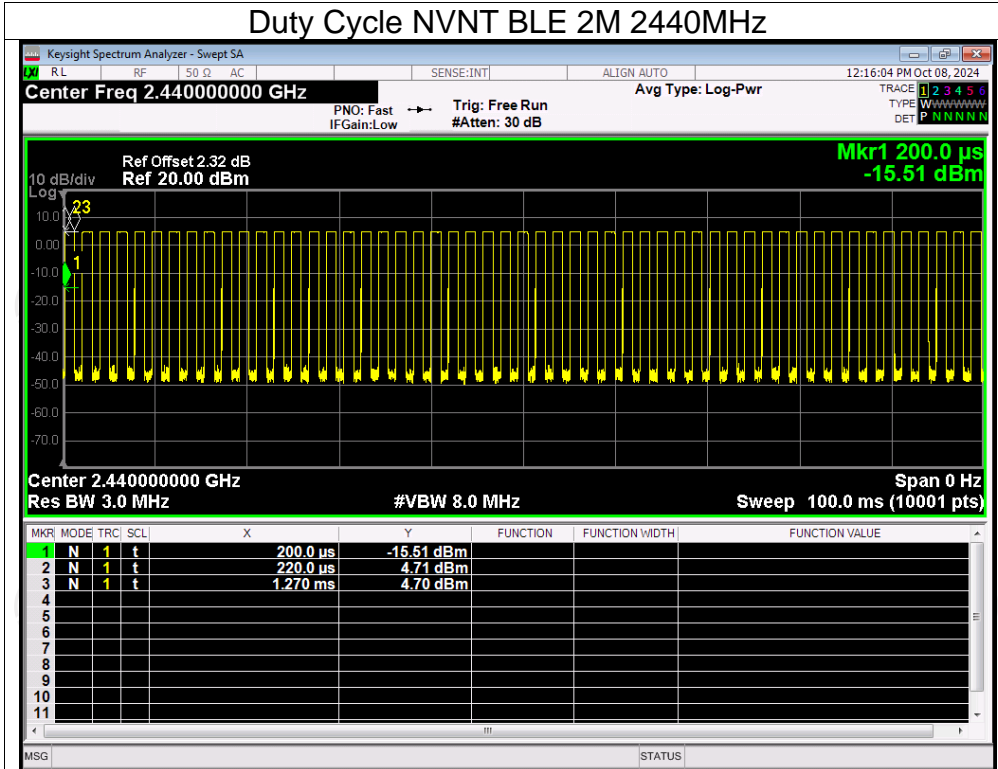 Duty Cycle NVNT BLE 2M 2440MHz
Keysight Spectrum Analyzer - Swept SA
LXI RL RF 50 Ω AC SENSE:INT ALIGN AUTO 12:16:04 PM Oct 08, 2024
Center Freq 2.440000000 GHz Avg Type: Log-Pwr TRACE 1 2 3 4 5 6
PNO: Fast Trig: Free Run TYPE WWWWWW
IFGain:Low #Atten: 30 dB DET P N N N N N
Mkr1 200.0 µs
Ref Offset 2.32 dB
10 dB/div Ref 20.00 dBm -15.51 dBm
Log
10.0
2 3
0.00
1
-10.0
-20.0
-30.0
-40.0
-50.0
-60.0
-70.0
Center 2.440000000 GHz Span 0 Hz
Res BW 3.0 MHz #VBW 8.0 MHz Sweep 100.0 ms (10001 pts)
MKR MODE TRC SCL X Y FUNCTION FUNCTION WIDTH FUNCTION VALUE
1 N 1 t 200.0 µs -15.51 dBm
2 N 1 t 220.0 µs 4.71 dBm
3 N 1 t 1.270 ms 4.70 dBm
4
5
6
7
8
9
10
11
MSG STATUS